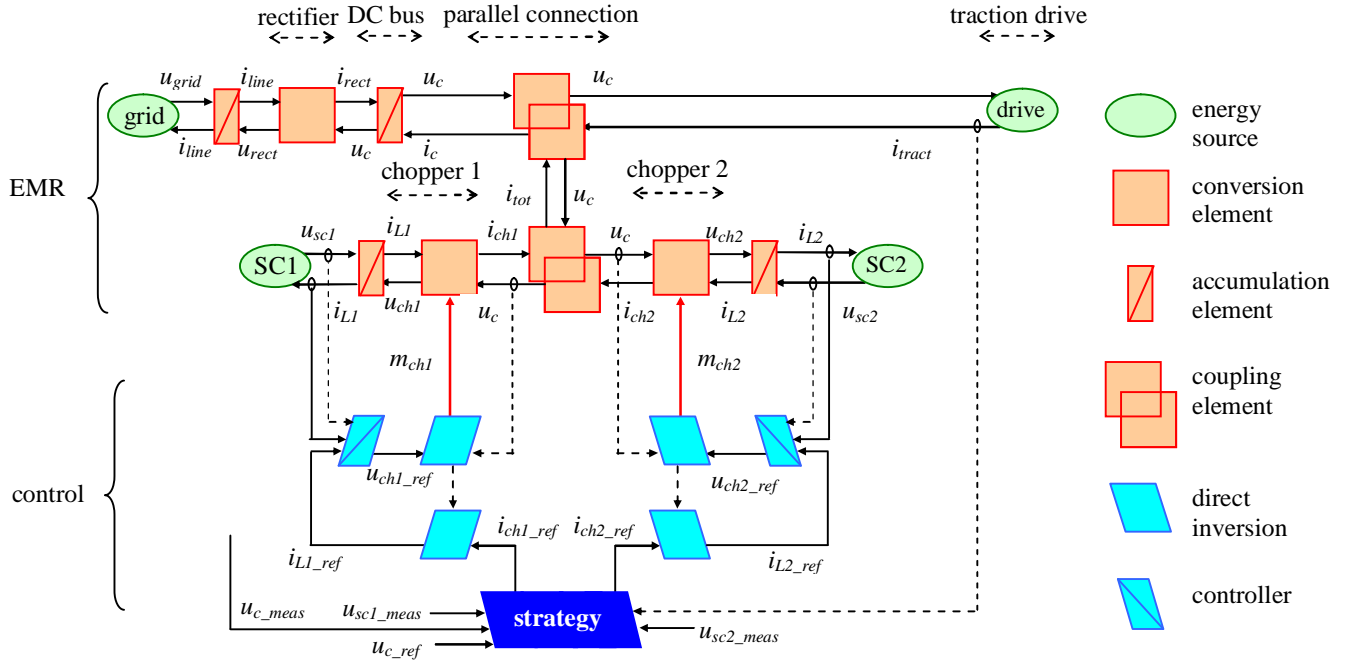 rectifier DC bus parallel connection traction drive
u_grid i_line i_rect u_c u_c
grid drive energy source
i_line u_rect u_c i_c i_tract
EMR
chopper 1 chopper 2
conversion element
i_tot u_c
u_sc1 i_L1 i_ch1 u_c u_ch2 i_L2
SC1 SC2
accumulation element
i_L1 u_ch1 u_c i_ch2 i_L2 u_sc2
m_ch1 m_ch2
coupling element
u_ch1_ref u_ch2_ref
control
direct inversion
i_ch1_ref i_ch2_ref
i_L1_ref i_L2_ref
controller
u_c_meas u_sc1_meas strategy
u_sc2_meas
u_c_ref